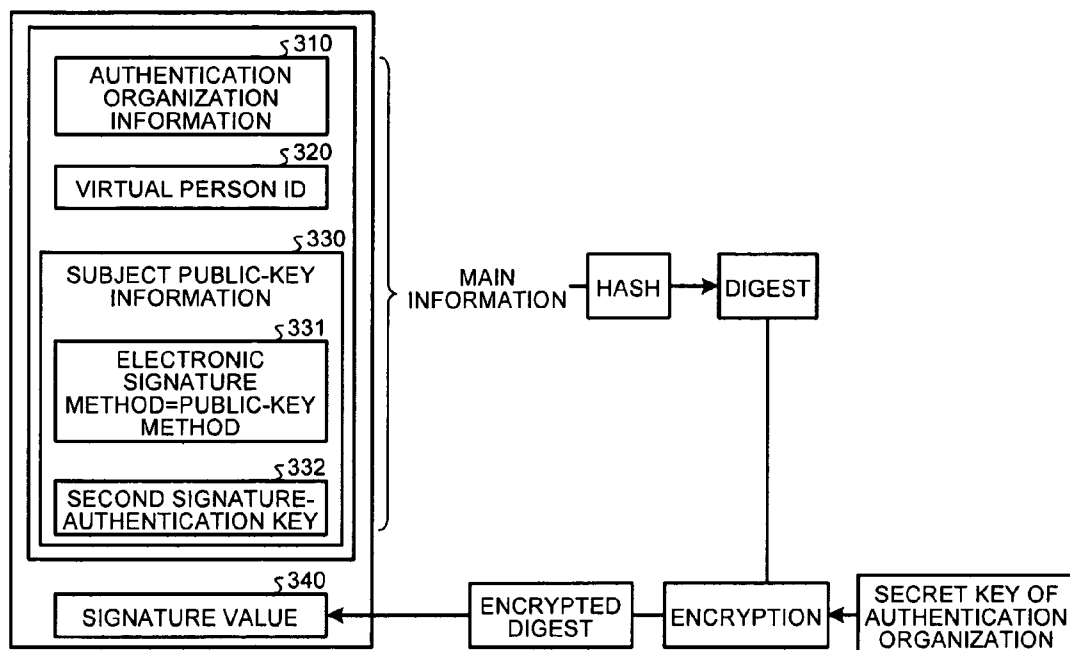 310
AUTHENTICATION
ORGANIZATION
INFORMATION
320
VIRTUAL PERSON ID
330
SUBJECT PUBLIC-KEY
INFORMATION
331
ELECTRONIC
SIGNATURE
METHOD=PUBLIC-KEY
METHOD
332
SECOND SIGNATURE-
AUTHENTICATION KEY
MAIN
INFORMATION
HASH
DIGEST
340
SIGNATURE VALUE
ENCRYPTED
DIGEST
ENCRYPTION
SECRET KEY OF
AUTHENTICATION
ORGANIZATION